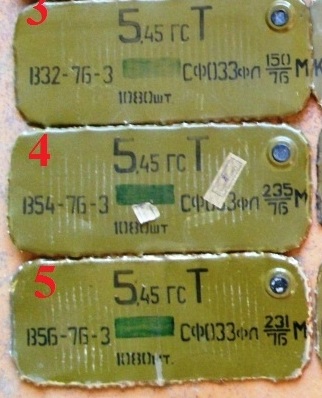 3
5,45 ГС Т
В32-76-3 СФ033фл 150/76 М
1080шт.
4
5,45 ГС Т
В54-76-3 СФ033фл 235/76 М
1080шт
5
5,45 ГС Т
В56-76-3 СФ033фл 231/76 М
1080шт.